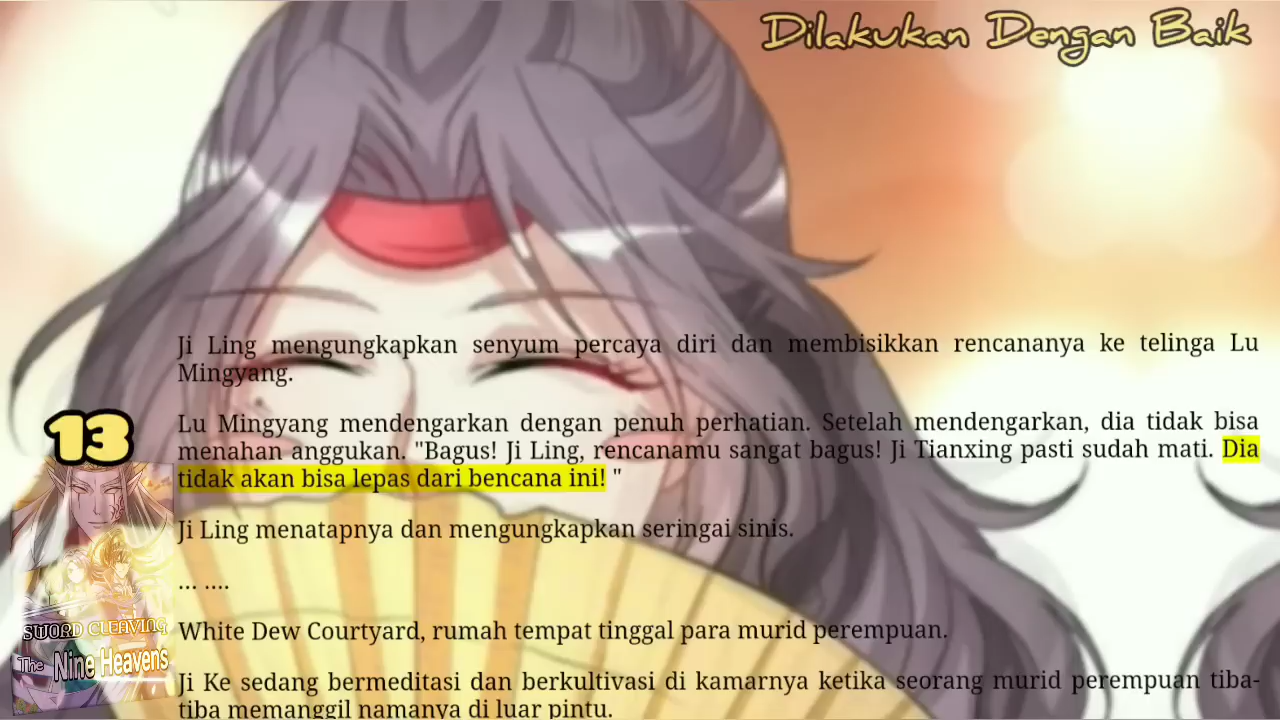 Dilakukan Dengan Baik
Ji Ling mengungkapkan senyum percaya diri dan membisikkan rencananya ke telinga Lu
Mingyang.
13
Lu Mingyang mendengarkan dengan penuh perhatian. Setelah mendengarkan, dia tidak bisa
menahan anggukan. "Bagus! Ji Ling, rencanamu sangat bagus! Ji Tianxing pasti sudah mati. Dia
tidak akan bisa lepas dari bencana ini! "
Ji Ling menatapnya dan mengungkapkan seringai sinis.
... ....
SWORD CLEAVING
The Nine Heavens
White Dew Courtyard, rumah tempat tinggal para murid perempuan.
Ji Ke sedang bermeditasi dan berkultivasi di kamarnya ketika seorang murid perempuan tiba-
tiba memanggil namanya di luar pintu.